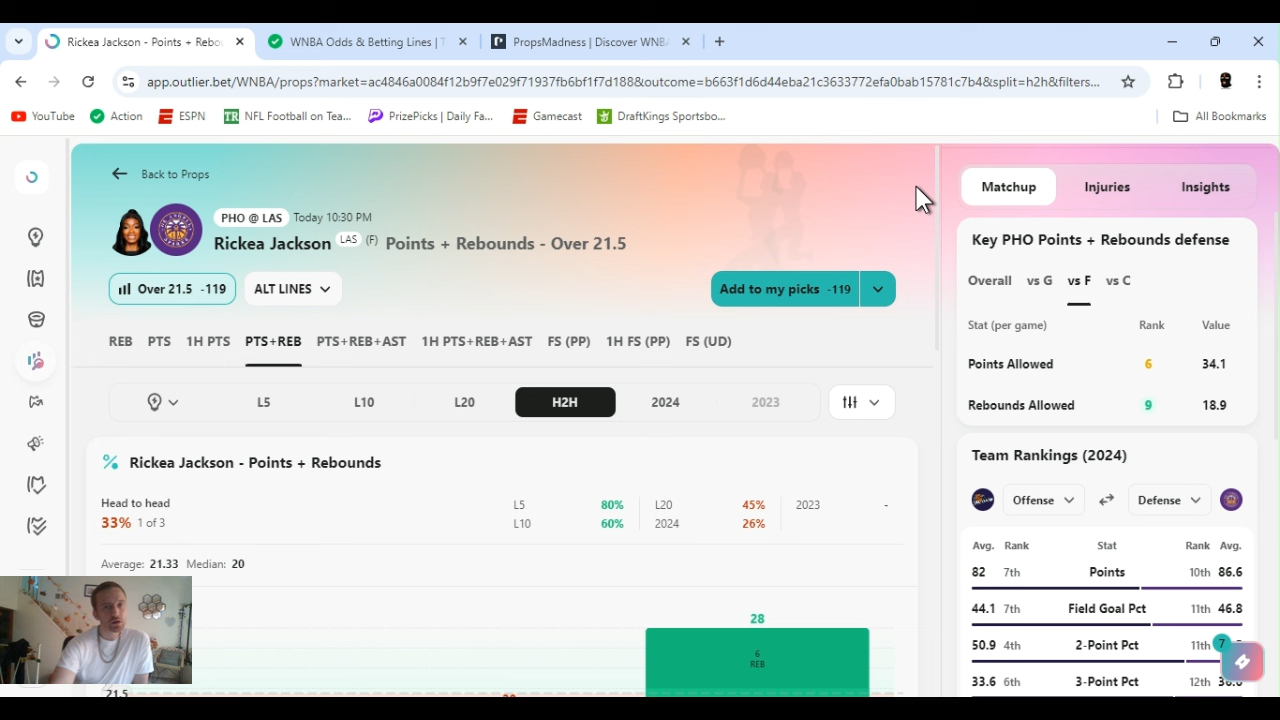 Rickea Jackson - Points + Rebou
WNBA Odds & Betting Lines | T
PropsMadness | Discover WNBA
app.outlier.bet/WNBA/props?market=ac4846a0084f12b9f7e029f71937fb6bf1f7d188&outcome=b663f1d6d44eba21c3633772efa0bab15781c7b4&split=h2h&filters...
YouTube
Action
ESPN
NFL Football on Tea...
PrizePicks | Daily Fa...
Gamecast
DraftKings Sportsbo...
All Bookmarks
Back to Props
PHO @ LAS Today 10:30 PM
Rickea Jackson LAS (F) Points + Rebounds - Over 21.5
Over 21.5 -119
ALT LINES
Add to my picks -119
REB PTS 1H PTS PTS+REB PTS+REB+AST 1H PTS+REB+AST FS (PP) 1H FS (PP) FS (UD)
L5 L10 L20 H2H 2024 2023
Rickea Jackson - Points + Rebounds
Head to head
33% 1 of 3
L5 80% L20 45% 2023 -
L10 60% 2024 26%
Average: 21.33 Median: 20
28
6
REB
21.5
20
Matchup Injuries Insights
Key PHO Points + Rebounds defense
Overall vs G vs F vs C
Stat (per game) Rank Value
Points Allowed 6 34.1
Rebounds Allowed 9 18.9
Team Rankings (2024)
Offense Defense
Avg. Rank Stat Rank Avg.
82 7th Points 10th 86.6
44.1 7th Field Goal Pct 11th 46.8
50.9 4th 2-Point Pct 11th
7
33.6 6th 3-Point Pct 12th